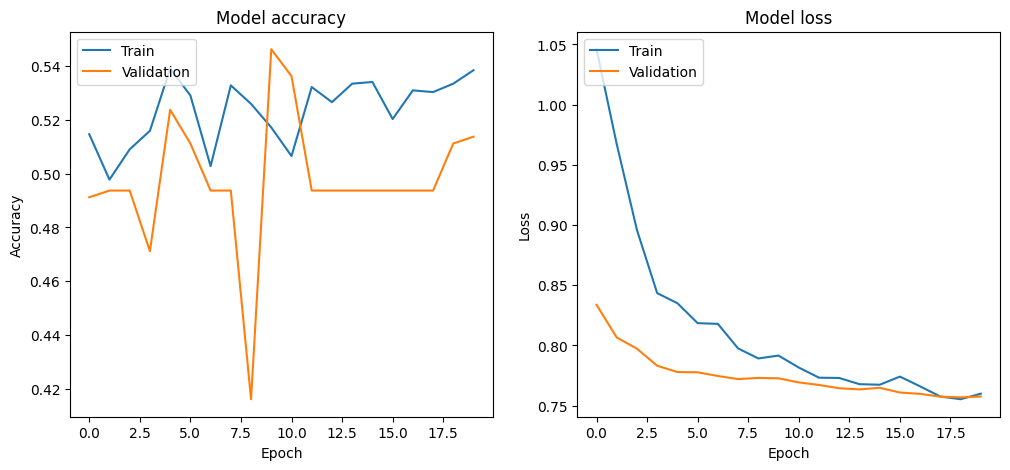 Model accuracy
Train
Validation
0.54
0.52
0.50
0.48
0.46
0.44
0.42
Accuracy
0.0 2.5 5.0 7.5 10.0 12.5 15.0 17.5
Epoch
Model loss
Train
Validation
1.05
1.00
0.95
0.90
0.85
0.80
0.75
Loss
0.0 2.5 5.0 7.5 10.0 12.5 15.0 17.5
Epoch